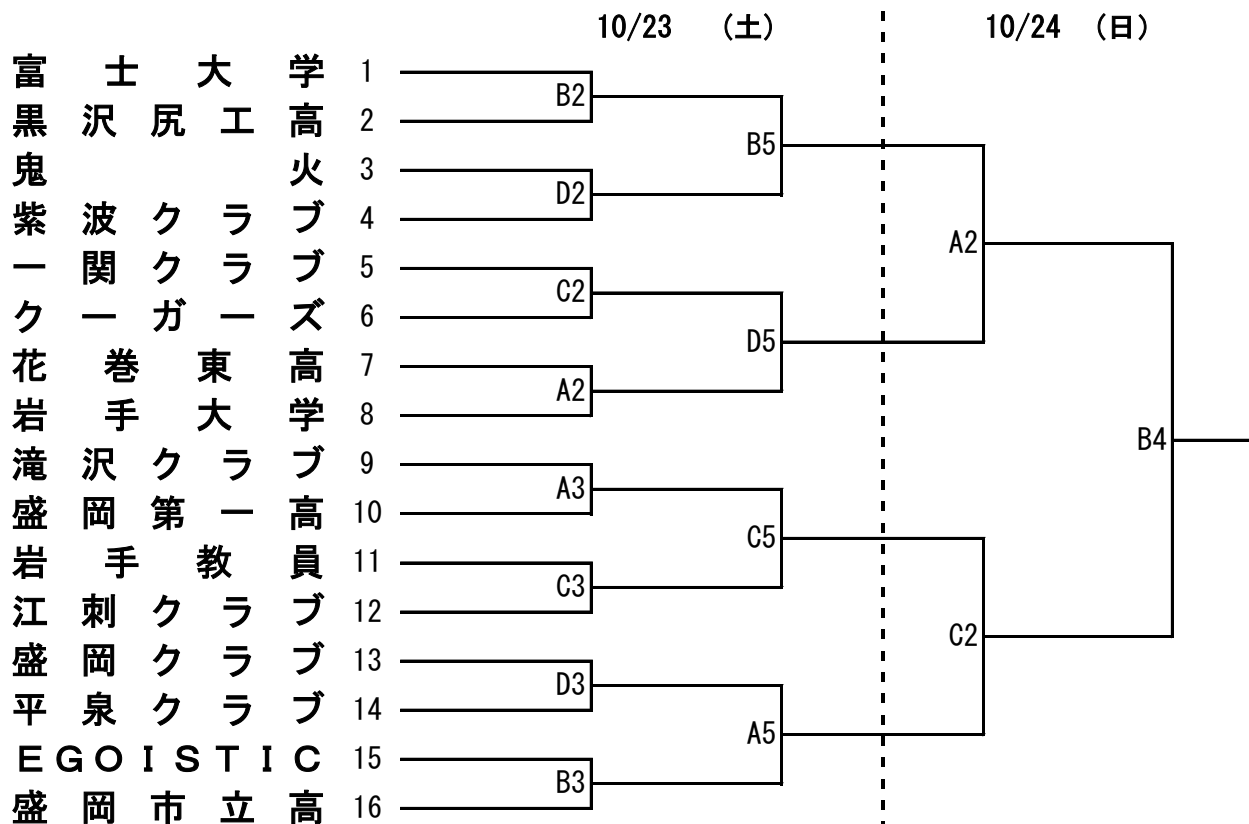 10/23 （土） 10/24 （日）
富士大学 1
B2
黒沢尻工高 2
B5
鬼火 3
D2
紫波クラブ 4
A2
一関クラブ 5
C2
クーガーズ 6
D5
花巻東高 7
A2
岩手大学 8
B4
滝沢クラブ 9
A3
盛岡第一高 10
C5
岩手教員 11
C3
江刺クラブ 12
C2
盛岡クラブ 13
D3
平泉クラブ 14
A5
EGOISTIC 15
B3
盛岡市立高 16